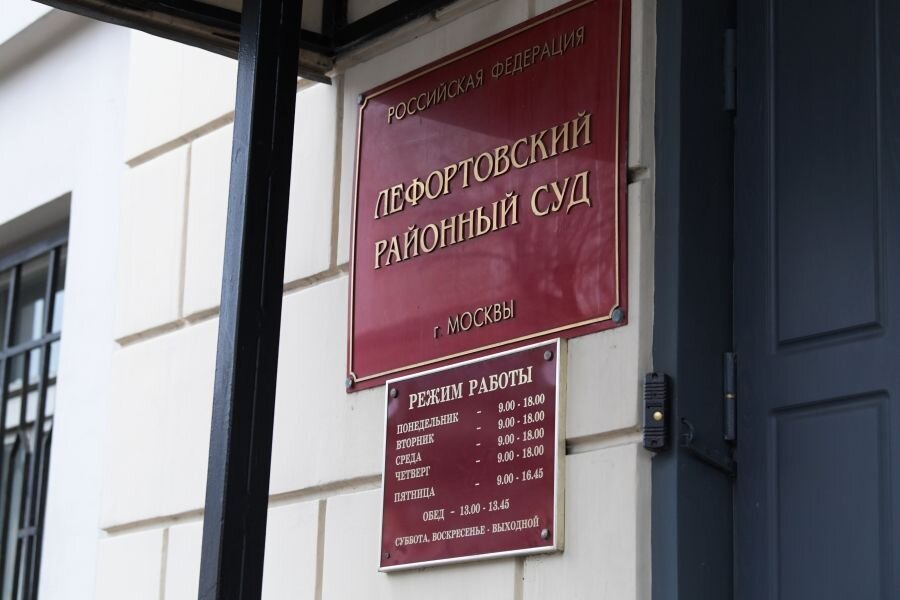 РОССИЙСКАЯ ФЕДЕРАЦИЯ
ЛЕФОРТОВСКИЙ
РАЙОННЫЙ СУД
г. МОСКВЫ
РЕЖИМ РАБОТЫ
ПОНЕДЕЛЬНИК - 9.00 - 18.00
ВТОРНИК - 9.00 - 18.00
СРЕДА - 9.00 - 18.00
ЧЕТВЕРГ - 9.00 - 18.00
ПЯТНИЦА - 9.00 - 16.45
ОБЕД - 13.00 - 13.45
СУББОТА, ВОСКРЕСЕНЬЕ - ВЫХОДНОЙ